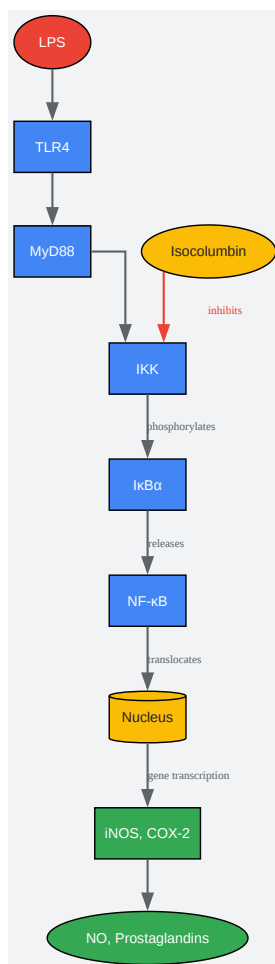 LPS
TLR4
MyD88
Isocolumbin
inhibits
IKK
phosphorylates
IκBα
releases
NF-κB
translocates
Nucleus
gene transcription
iNOS, COX-2
NO, Prostaglandins